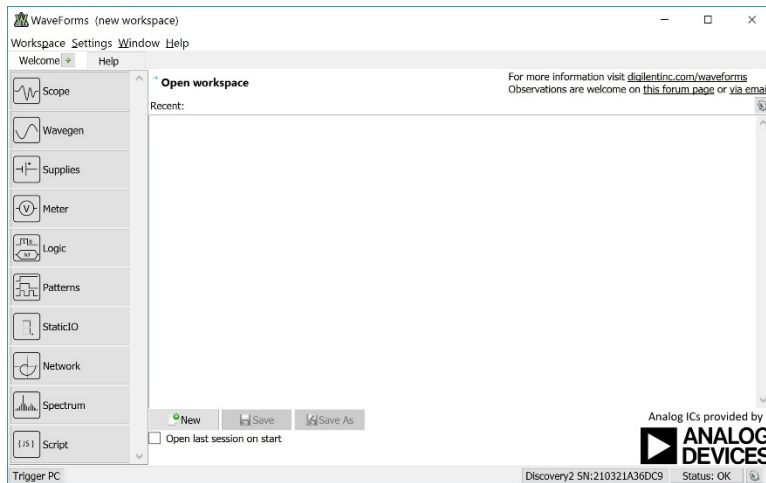 WaveForms (new workspace)
Workspace Settings Window Help
Welcome Help
Scope
Wavegen
Supplies
Meter
Logic
Patterns
StaticIO
Network
Spectrum
{JS} Script
Open workspace
For more information visit digilentinc.com/waveforms
Observations are welcome on this forum page or via email
Recent:
New Save Save As
Open last session on start
Analog ICs provided by
ANALOG
DEVICES
Trigger PC
Discovery2 SN:210321A36DC9 Status: OK